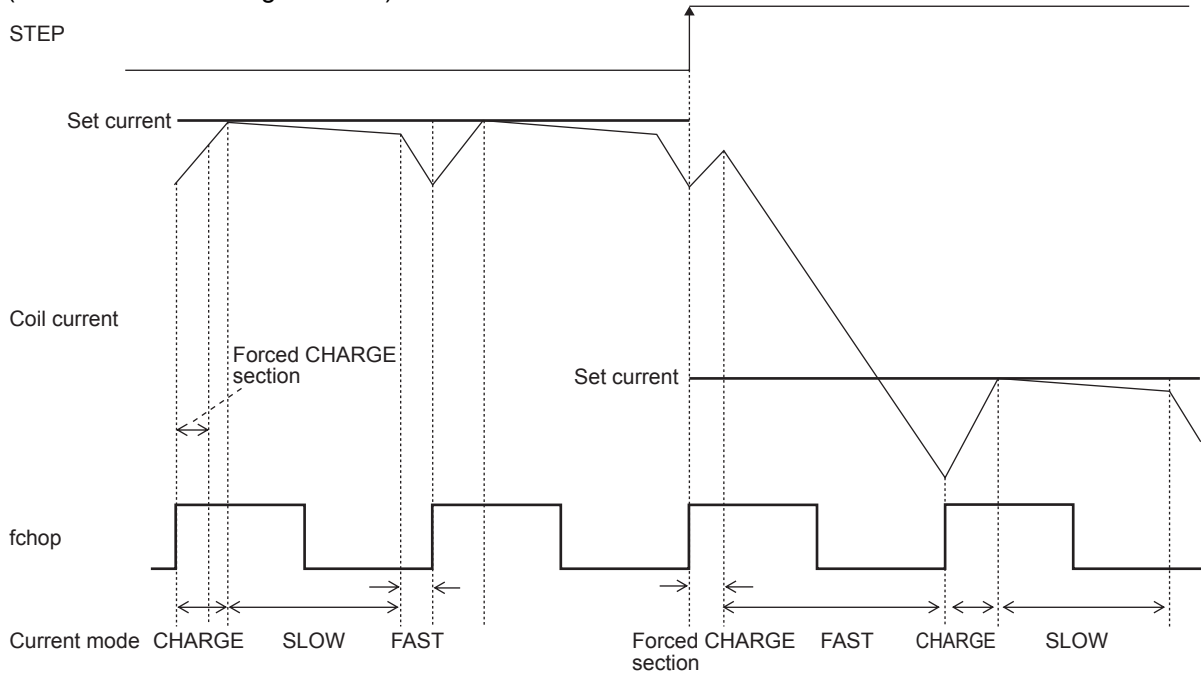 STEP
Set current
Coil current
Forced CHARGE
section
Set current
fchop
Current mode CHARGE SLOW FAST Forced CHARGE FAST CHARGE SLOW
section